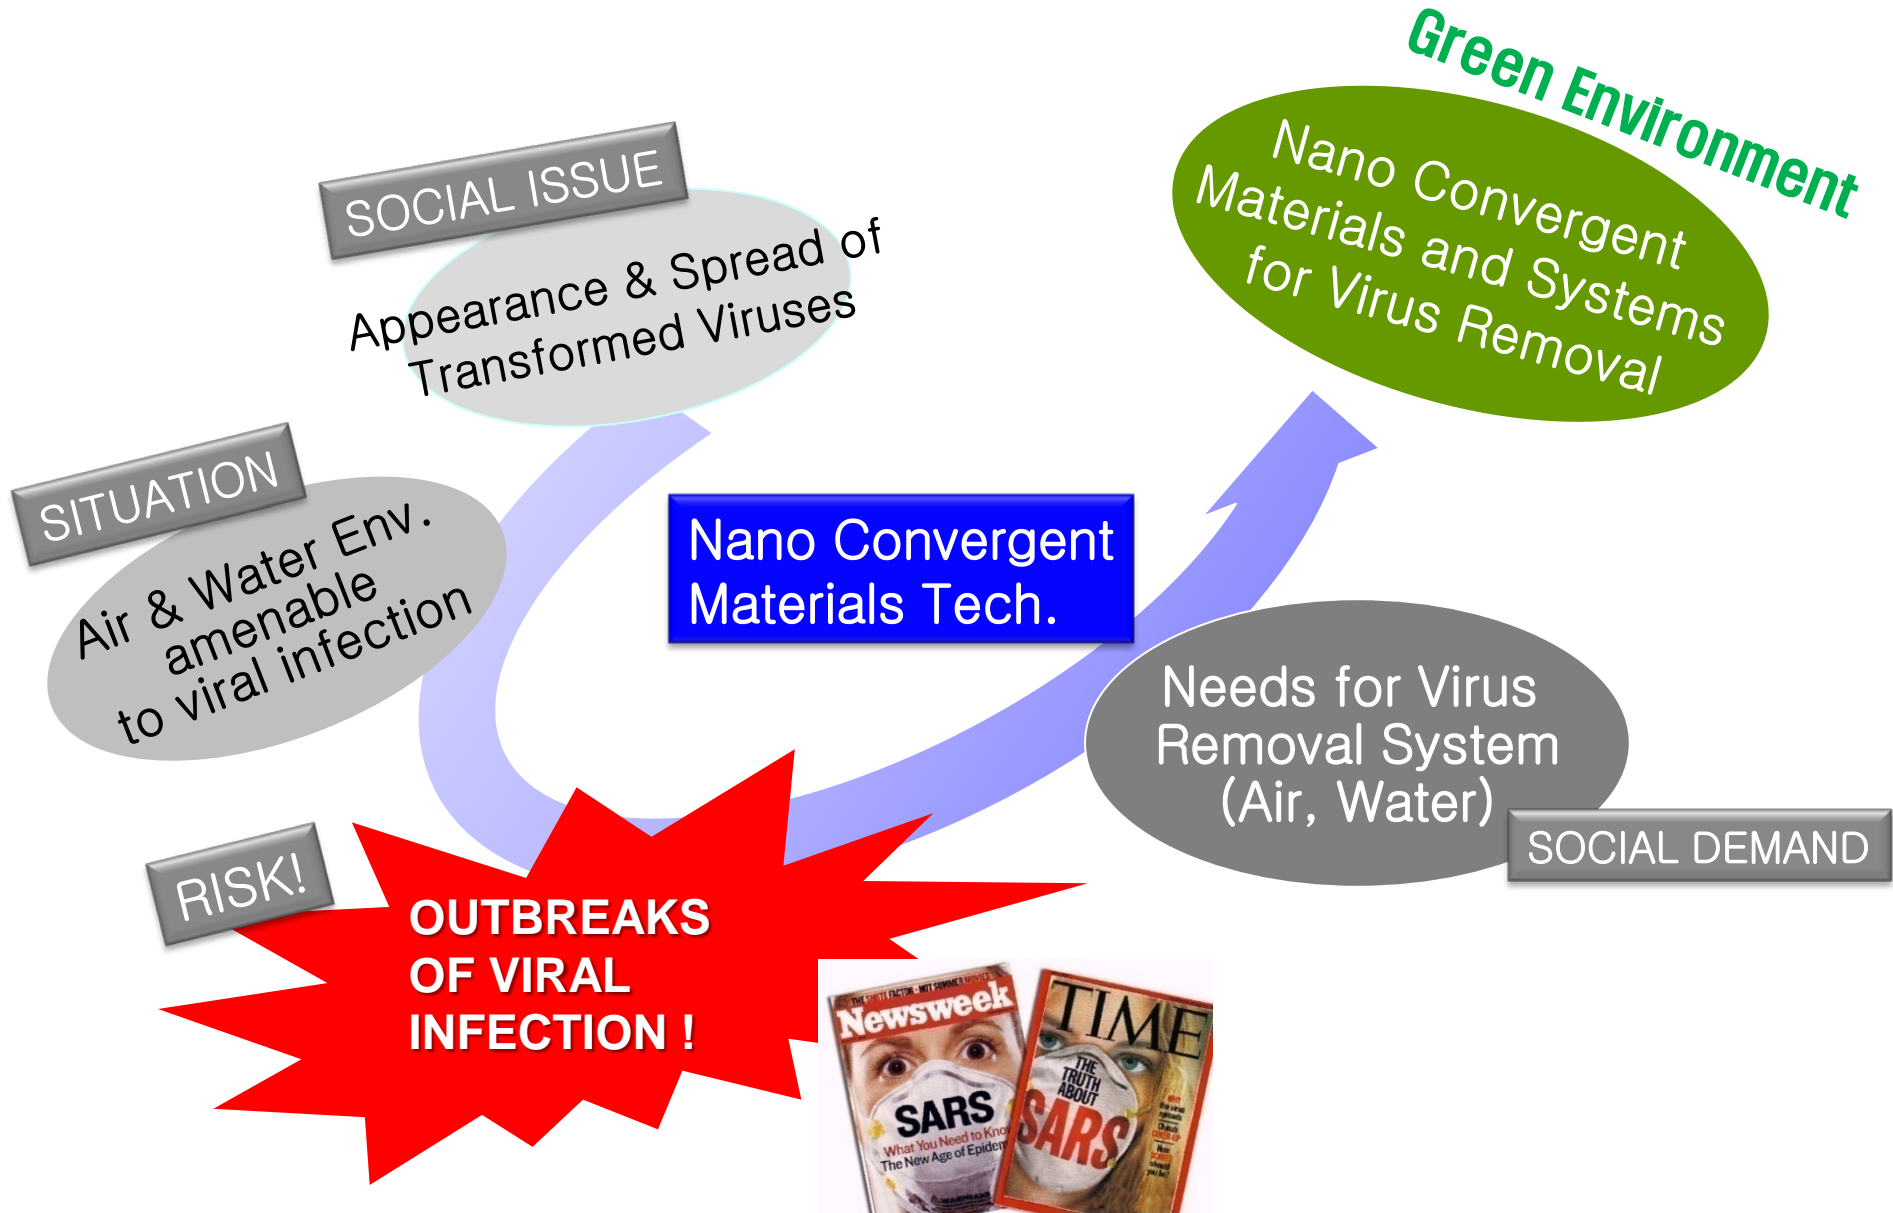 Green Environment
Nano Convergent
Materials and Systems
for Virus Removal
SOCIAL ISSUE
Appearance & Spread of
Transformed Viruses
SITUATION
Air & Water Env.
amenable
to viral infection
Nano Convergent
Materials Tech.
Needs for Virus
Removal System
(Air, Water)
SOCIAL DEMAND
RISK!
OUTBREAKS
OF VIRAL
INFECTION !
Newsweek
SARS
What You Need to Know
The New Age of Epidem
TIME
THE
TRUTH
ABOUT
SARS